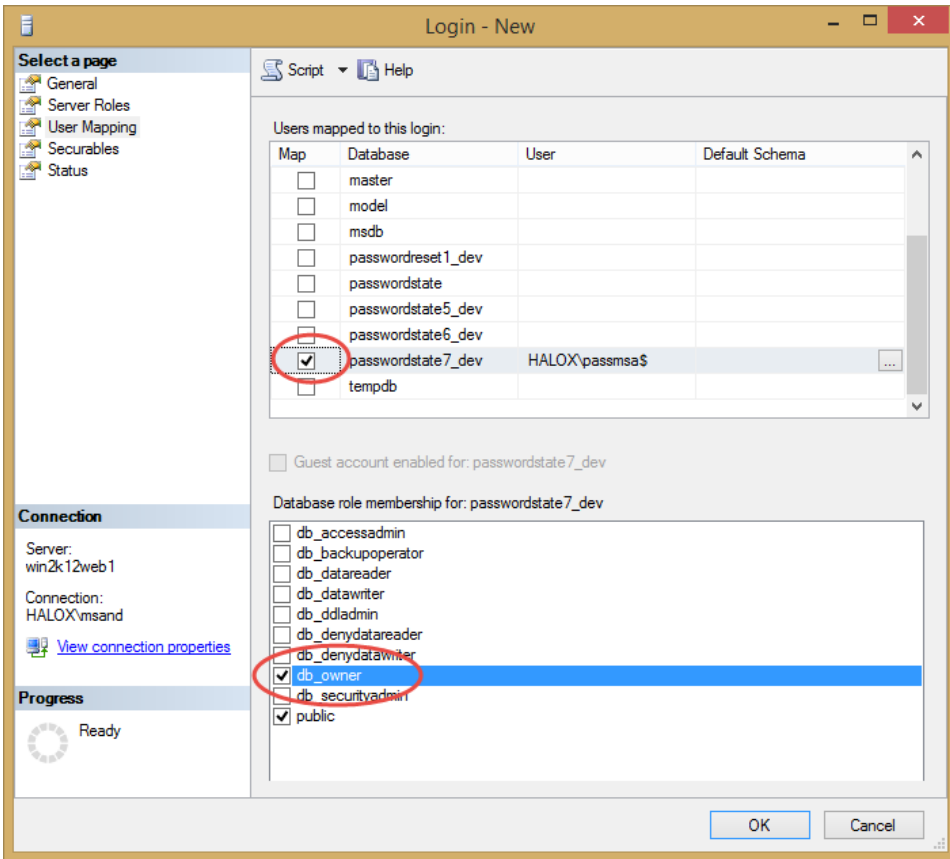 Login - New
Select a page
General
Server Roles
User Mapping
Securables
Status
Script Help
Users mapped to this login:
Map Database User Default Schema
master
model
msdb
passwordreset1_dev
passwordstate
passwordstate5_dev
passwordstate6_dev
passwordstate7_dev HALOX\passmsa$ ...
tempdb
Guest account enabled for: passwordstate7_dev
Database role membership for: passwordstate7_dev
db_accessadmin
db_backupoperator
db_datareader
db_datawriter
db_ddladmin
db_denydatareader
db_denydatawriter
db_owner
db_securityadmin
public
Connection
Server:
win2k12web1
Connection:
HALOX\msand
View connection properties
Progress
Ready
OK Cancel